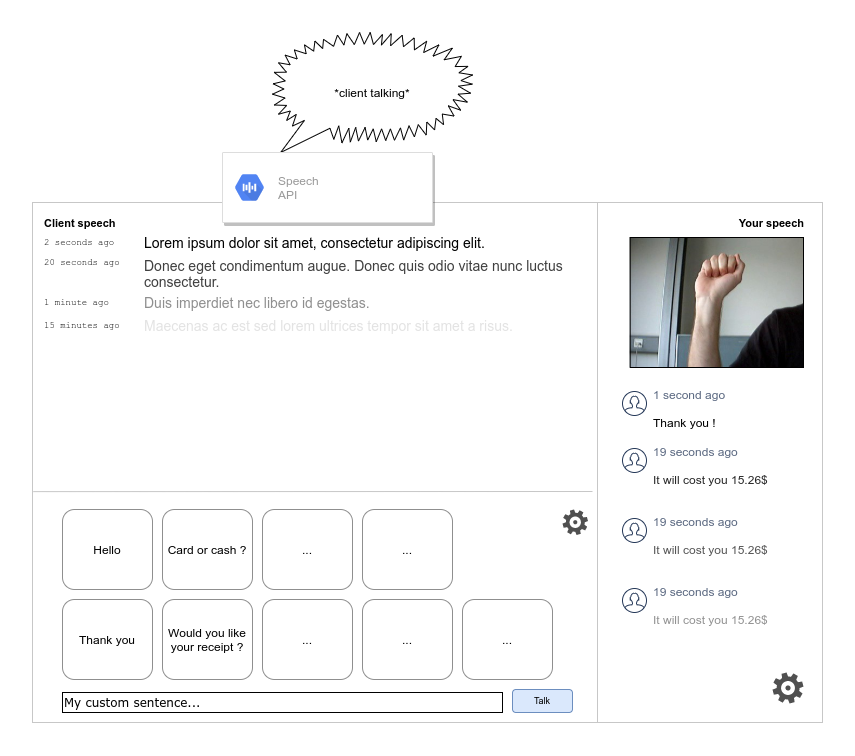 *client talking*
Speech
API
Client speech
2 seconds ago
Lorem ipsum dolor sit amet, consectetur adipiscing elit.
20 seconds ago
Donec eget condimentum augue. Donec quis odio vitae nunc luctus
consectetur.
1 minute ago
Duis imperdiet nec libero id egestas.
15 minutes ago
Maecenas ac est sed lorem ultrices tempor sit amet a risus.
Your speech
1 second ago
Thank you !
19 seconds ago
It will cost you 15.26$
19 seconds ago
It will cost you 15.26$
19 seconds ago
It will cost you 15.26$
Hello
Card or cash ?
...
...
Thank you
Would you like
your receipt ?
...
...
...
My custom sentence...
Talk